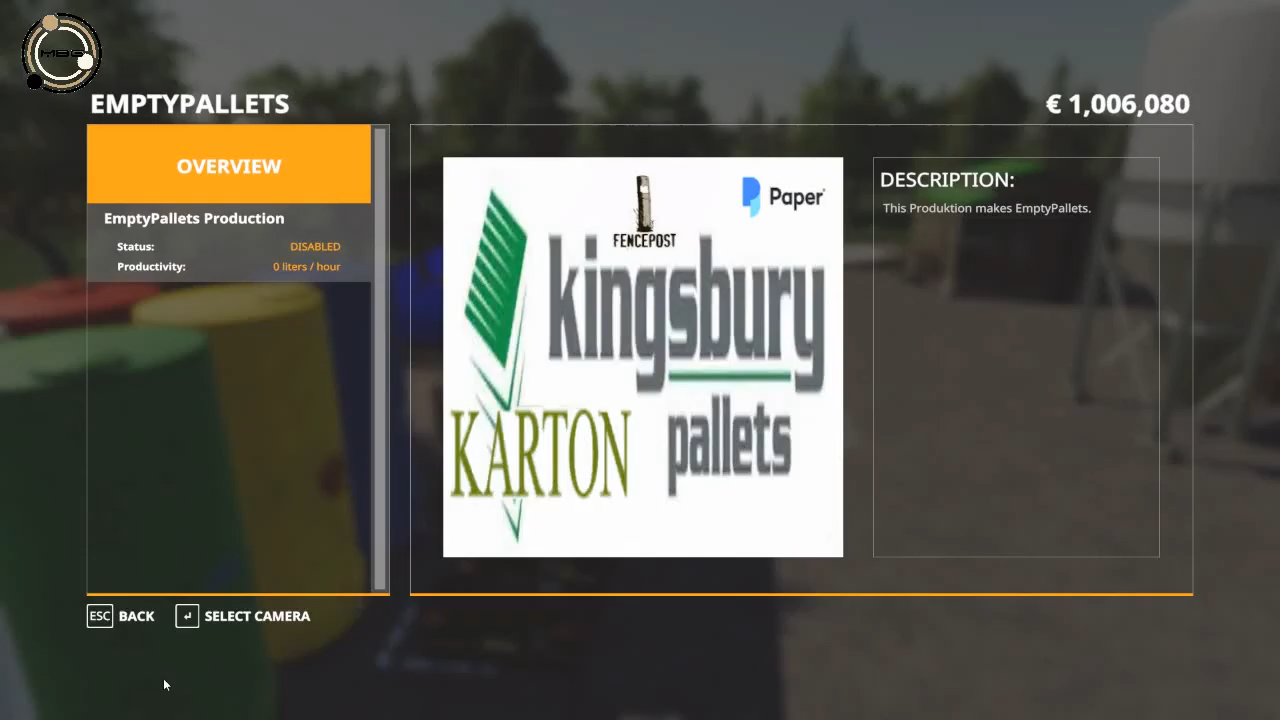 MBG
EMPTYPALLETS
€ 1,006,080
OVERVIEW
EmptyPallets Production
Status: DISABLED
Productivity: 0 liters / hour
FENCEPOST
Paper
kingsbury
pallets
KARTON
DESCRIPTION:
This Produktion makes EmptyPallets.
ESC BACK
↵ SELECT CAMERA